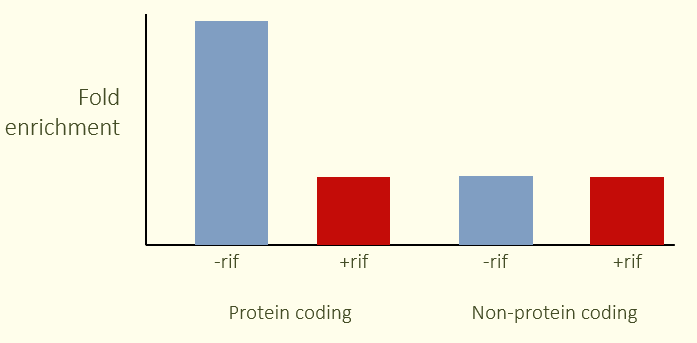 Fold
enrichment
-rif
+rif
-rif
+rif
Protein coding
Non-protein coding